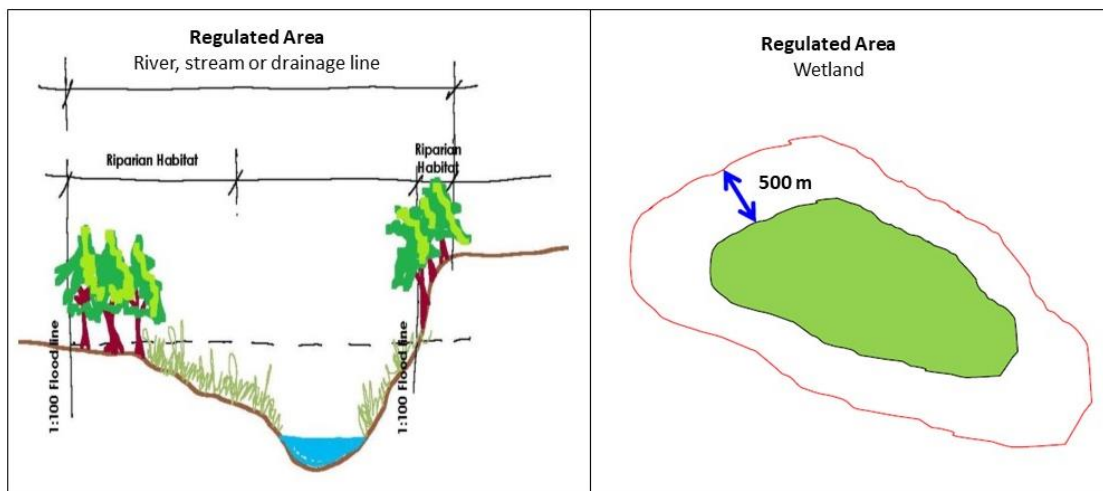 Regulated Area
River, stream or drainage line
Riparian Habitat
Riparian
Habitat
1:100 Flood line
1:100 Flood line
Regulated Area
Wetland
500 m